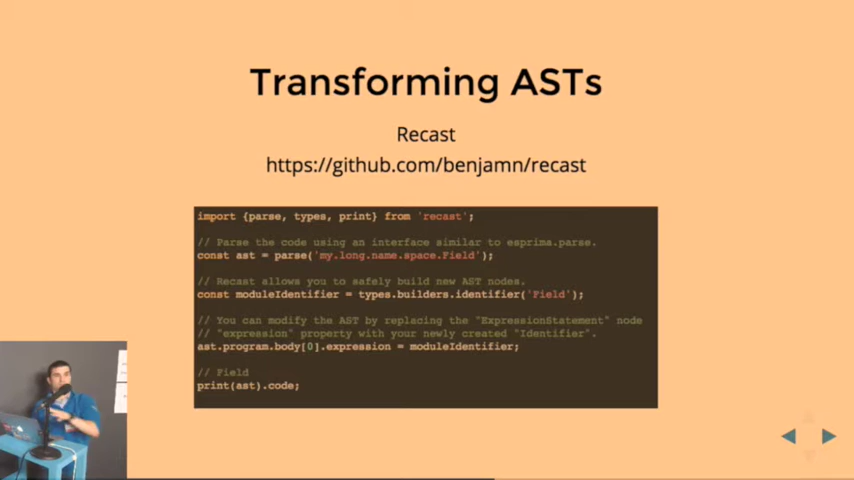 Transforming ASTs
Recast
https://github.com/benjamn/recast
import {parse, types, print} from 'recast';
// Parse the code using an interface similar to esprima.parse.
const ast = parse('my.long.name.space.Field');
// Recast allows you to safely build new AST nodes.
const moduleIdentifier = types.builders.identifier('Field');
// You can modify the AST by replacing the "ExpressionStatement" node
// "expression" property with your newly created "Identifier".
ast.program.body[0].expression = moduleIdentifier;
// Field
print(ast).code;